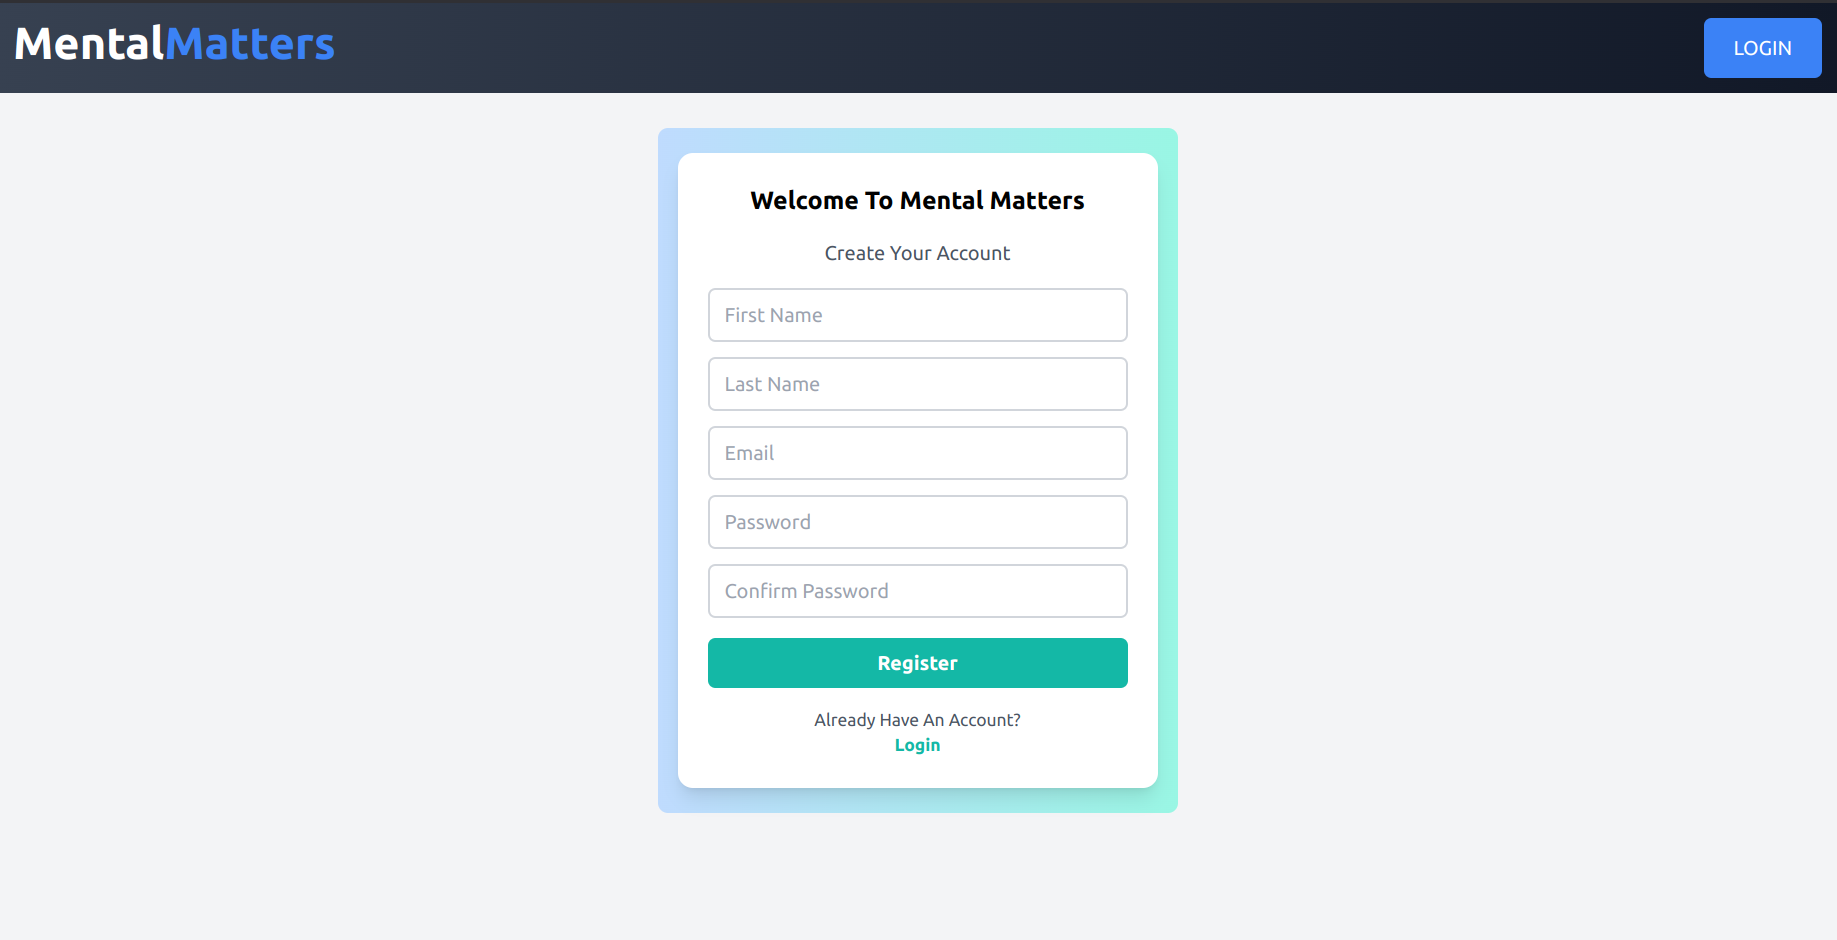 MentalMatters
LOGIN
Welcome To Mental Matters
Create Your Account
First Name
Last Name
Email
Password
Confirm Password
Register
Already Have An Account?
Login